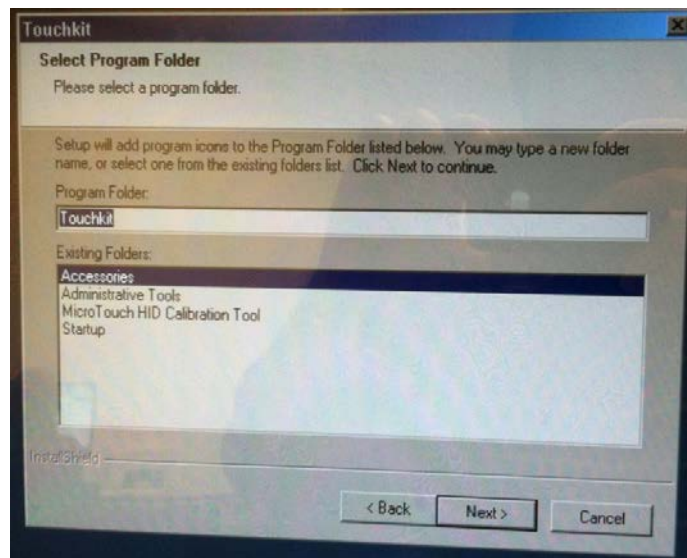 Touchkit
Select Program Folder
Please select a program folder.
Setup will add program icons to the Program Folder listed below. You may type a new folder
name, or select one from the existing folders list. Click Next to continue.
Program Folder:
Touchkit
Existing Folders:
Accessories
Administrative Tools
MicroTouch HID Calibration Tool
Startup
InstallShield
< Back
Next >
Cancel